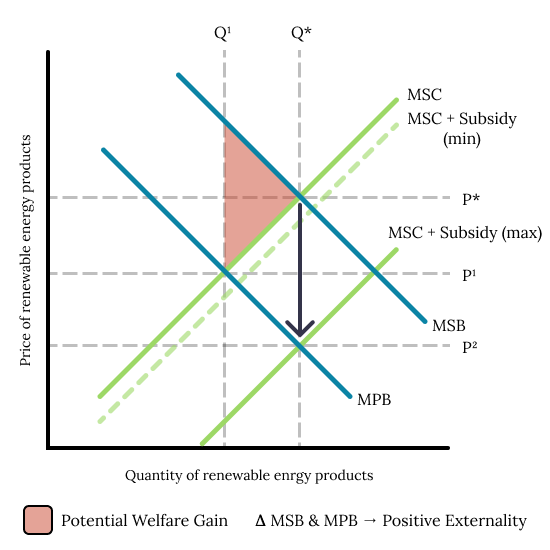 Q¹
Q*
MSC
MSC + Subsidy
(min)
P*
MSC + Subsidy (max)
P¹
MSB
P²
MPB
Price of renewable energy products
Quantity of renewable enrgy products
Potential Welfare Gain
Δ MSB & MPB → Positive Externality